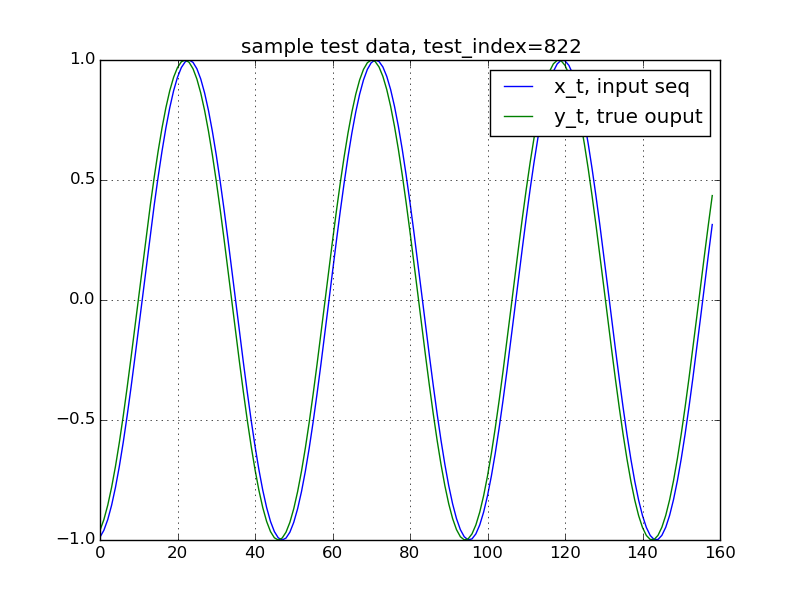 sample test data, test_index=822
x_t, input seq
y_t, true ouput
1.0
0.5
0.0
−0.5
−1.0
0 20 40 60 80 100 120 140 160